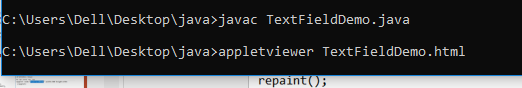 C:\Users\Dell\Desktop\java>javac TextFieldDemo.java
C:\Users\Dell\Desktop\java>appletviewer TextFieldDemo.html
repaint();